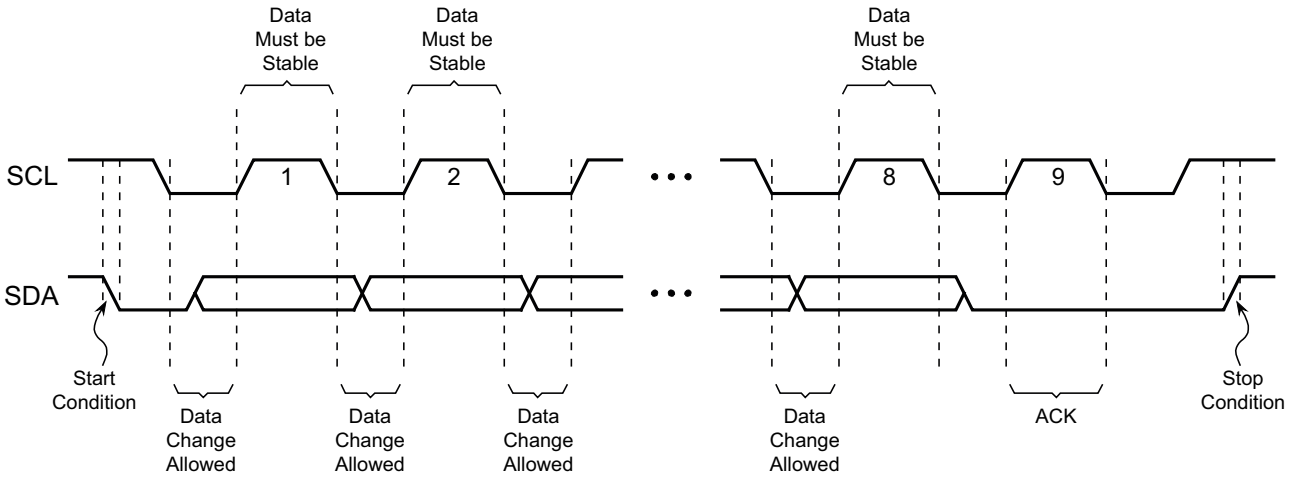 Data
Must be
Stable
Data
Must be
Stable
Data
Must be
Stable
SCL
1
2
8
9
SDA
Start
Condition
Data
Change
Allowed
Data
Change
Allowed
Data
Change
Allowed
Data
Change
Allowed
ACK
Stop
Condition